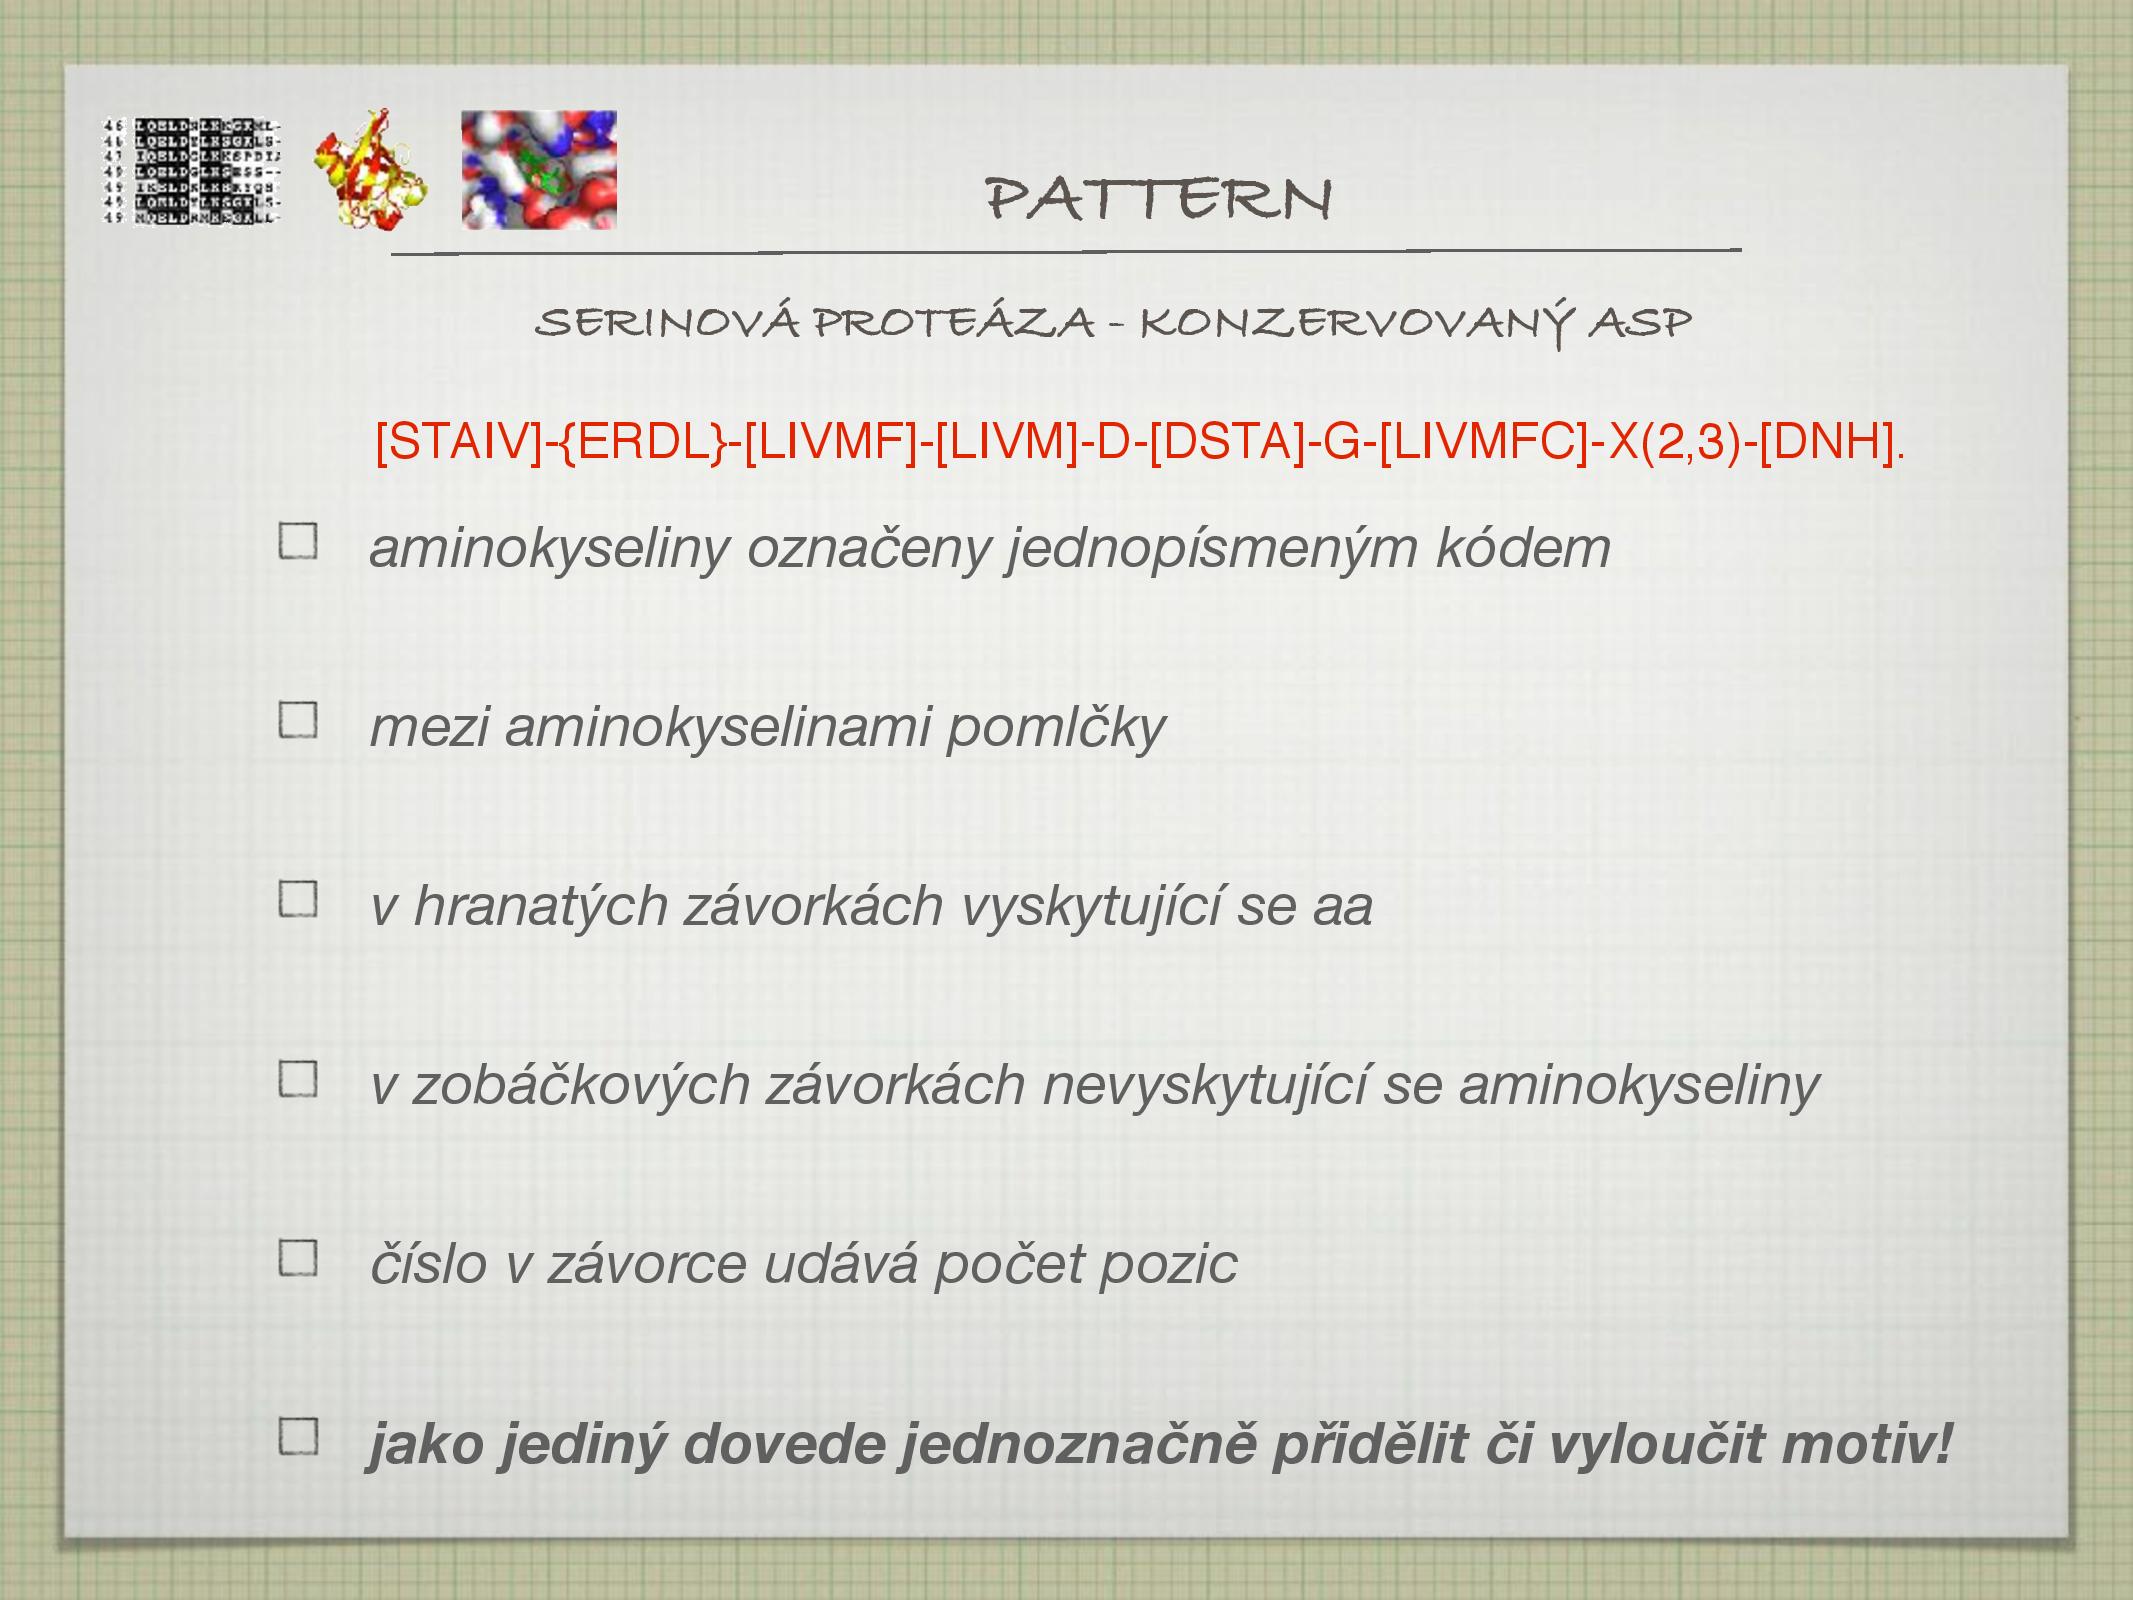 PATTERN
SERINOVÁ PROTEÁZA - KONZERVOVANÝ ASP
[STAIV]-{ERDL}-[LIVMF]-[LIVM]-D-[DSTA]-G-[LIVMFC]-X(2,3)-[DNH].
aminokyseliny označeny jednopísmeným kódem
mezi aminokyselinami pomlčky
v hranatých závorkách vyskytující se aa
v zobáčkových závorkách nevyskytující se aminokyseliny
číslo v závorce udává počet pozic
jako jediný dovede jednoznačně přidělit či vyloučit motiv!